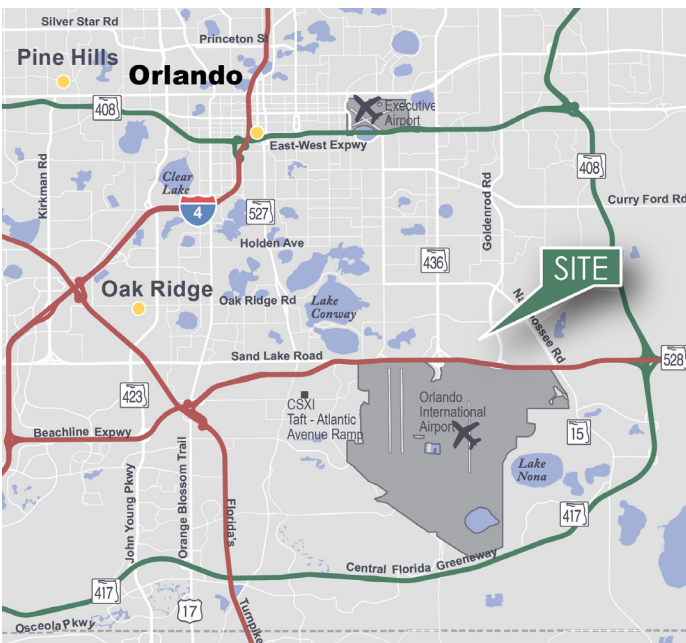 Silver Star Rd
Princeton St
Pine Hills
Orlando
408
Executive
Airport
East-West Expwy
408
Clear
Lake
Kirkman Rd
4
527
Curry Ford Rd
Goldenrod Rd
Holden Ave
436
SITE
Oak Ridge
Oak Ridge Rd
Lake
Conway
Sand Lake Road
528
423
CSXI
Taft - Atlantic
Avenue Ramp
Orlando
International
Airport
Beachline Expwy
15
Lake
Nona
John Young Pkwy
Orange Blossom Trail
Florida's
Turnpike
417
Central Florida Greeneway
417
17
Osceola Pkwy